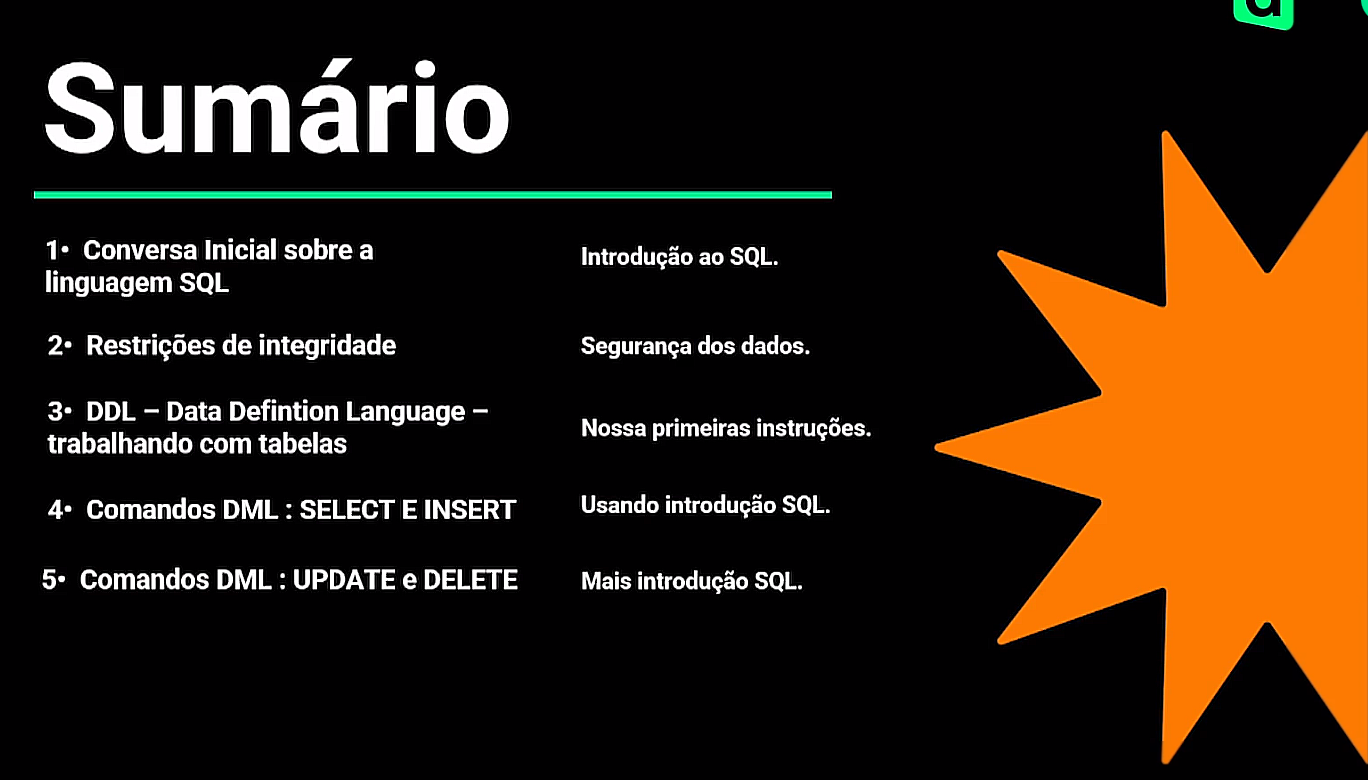 Sumário
1• Conversa Inicial sobre a
linguagem SQL
Introdução ao SQL.
2• Restrições de integridade
Segurança dos dados.
3• DDL – Data Defintion Language –
trabalhando com tabelas
Nossa primeiras instruções.
4• Comandos DML : SELECT E INSERT
Usando introdução SQL.
5• Comandos DML : UPDATE e DELETE
Mais introdução SQL.